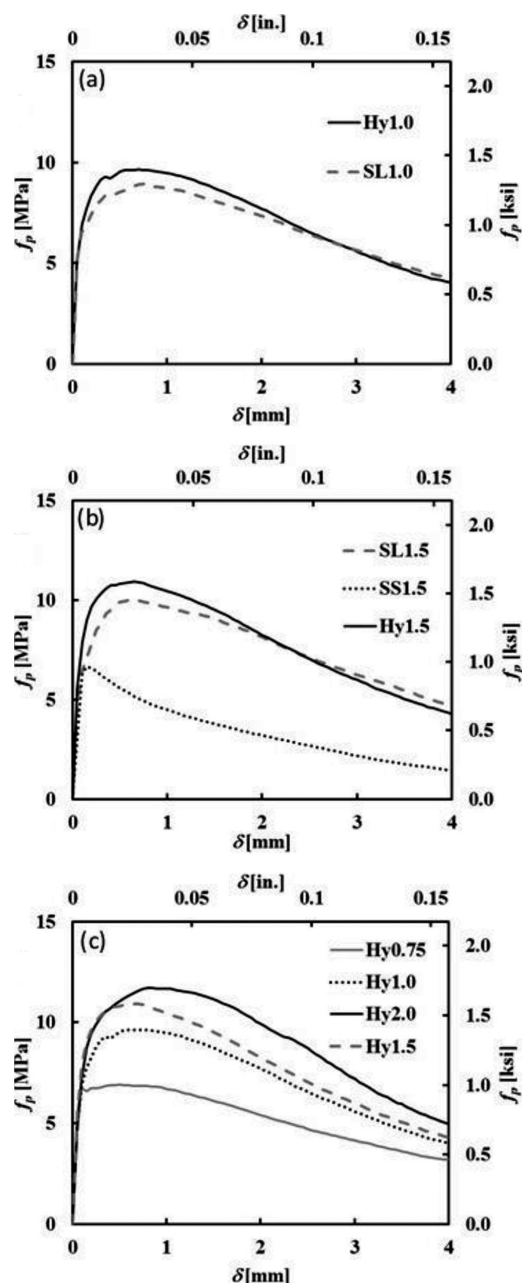 δ[in.]
0 0.05 0.1 0.15
(a)
15
10
5
0
f_p [MPa]
Hy1.0
SL1.0
2.0
1.5
1.0
0.5
0.0
f_p [ksi]
0 1 2 3 4
δ[mm]
δ[in.]
0 0.05 0.1 0.15
(b)
15
10
5
0
f_p [MPa]
SL1.5
SS1.5
Hy1.5
2.0
1.5
1.0
0.5
0.0
f_p [ksi]
0 1 2 3 4
δ[mm]
δ[in.]
0 0.05 0.1 0.15
(c)
15
10
5
0
f_p [MPa]
Hy0.75
Hy1.0
Hy2.0
Hy1.5
2.0
1.5
1.0
0.5
0.0
f_p [ksi]
0 1 2 3 4
δ[mm]